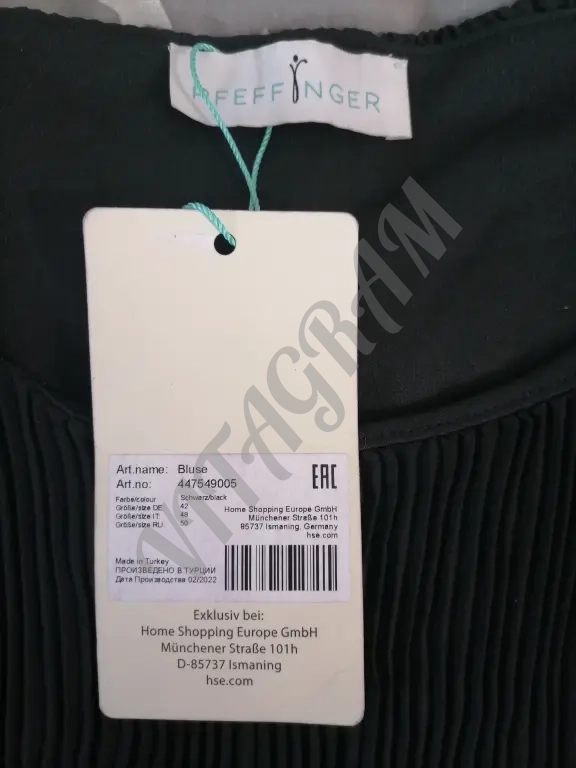 PFEFFINGER
Art.name: Bluse
Art.no: 447549005
Farbe/colour Schwarz/black
Größe/size DE: 42
Größe/size IT: 48
Größe/size RU: 50
EAC
Home Shopping Europe GmbH
Münchener Straße 101h
85737 Ismaning, Germany
hse.com
Made in Turkey
ПРОИЗВЕДЕНО В ТУРЦИИ
Дата Производства 02/2022
Exklusiv bei:
Home Shopping Europe GmbH
Münchener Straße 101h
D-85737 Ismaning
hse.com
VATAGRAM